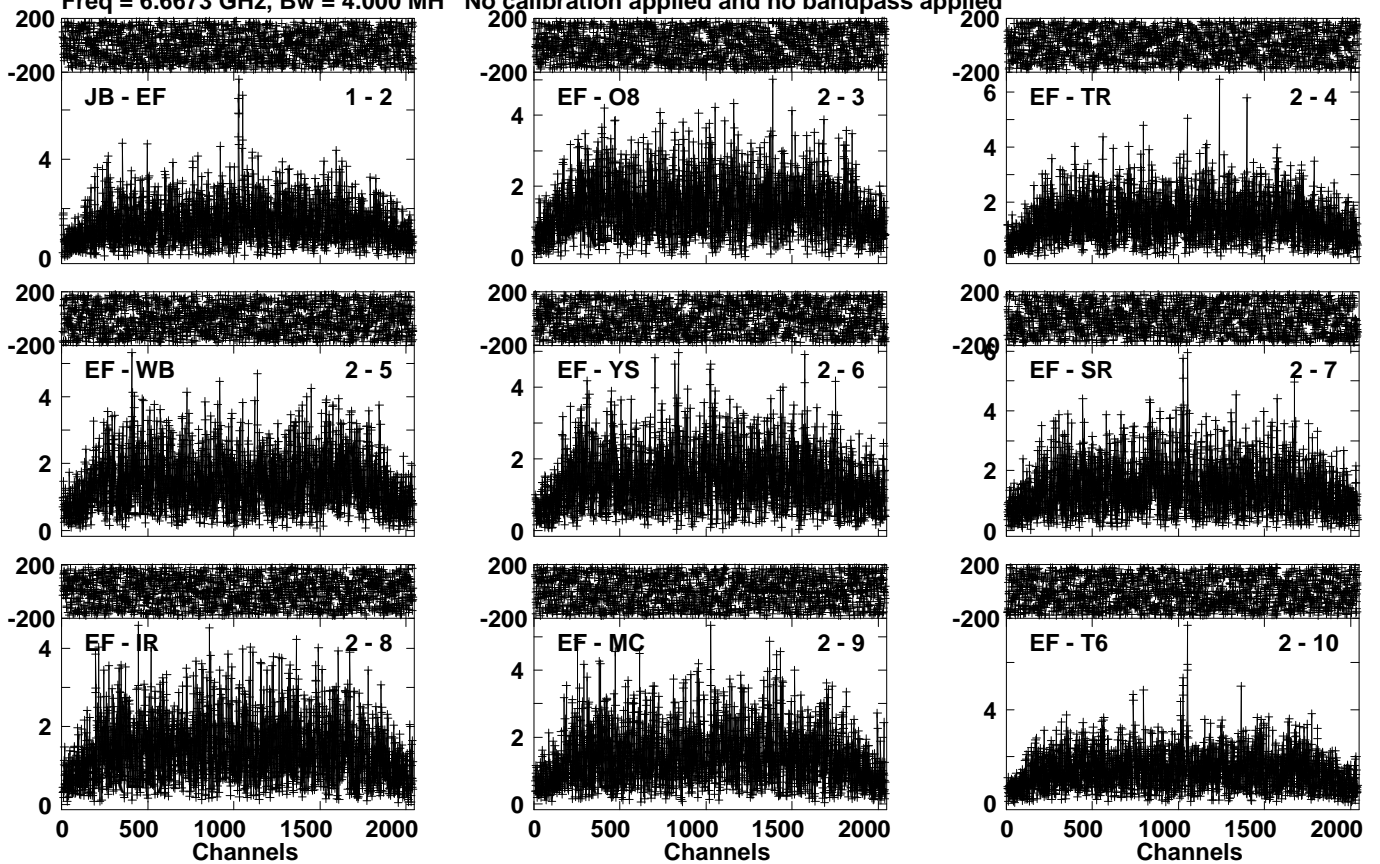 Freq = 6.6673 GHz, Bw = 4.000 MH No calibration applied and no bandpass applied
200 200 200
-200 -200 -200
JB - EF 1 - 2 EF - O8 2 - 3 EF - TR 2 - 4
6
4 4 4
2 2
0 0 0
200 200 200
-200 -200 -200
6
EF - WB 2 - 5 EF - YS 2 - 6 EF - SR 2 - 7
4 4 4
2 2 2
0 0 0
200 200 200
-200 -200 -200
EF - IR 2 - 8 EF - MC 2 - 9 EF - T6 2 - 10
4 4 4
2 2
0 0 0
0 500 1000 1500 2000 0 500 1000 1500 2000 0 500 1000 1500 2000
Channels Channels Channels